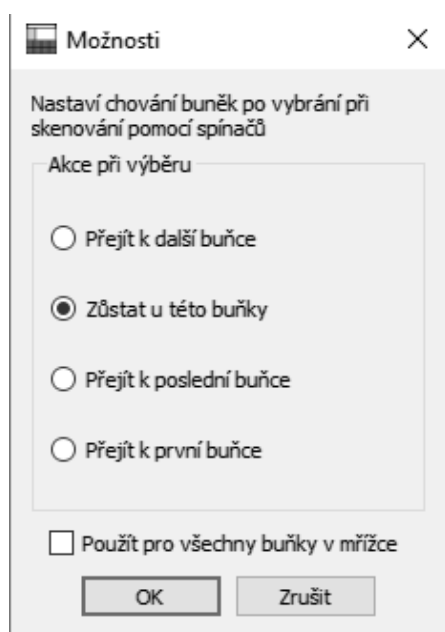 Možnosti
Nastaví chování buněk po vybrání při
skenování pomocí spínačů
Akce při výběru
Přejít k další buňce
Zůstat u této buňky
Přejít k poslední buňce
Přejít k první buňce
Použít pro všechny buňky v mřížce
OK
Zrušit